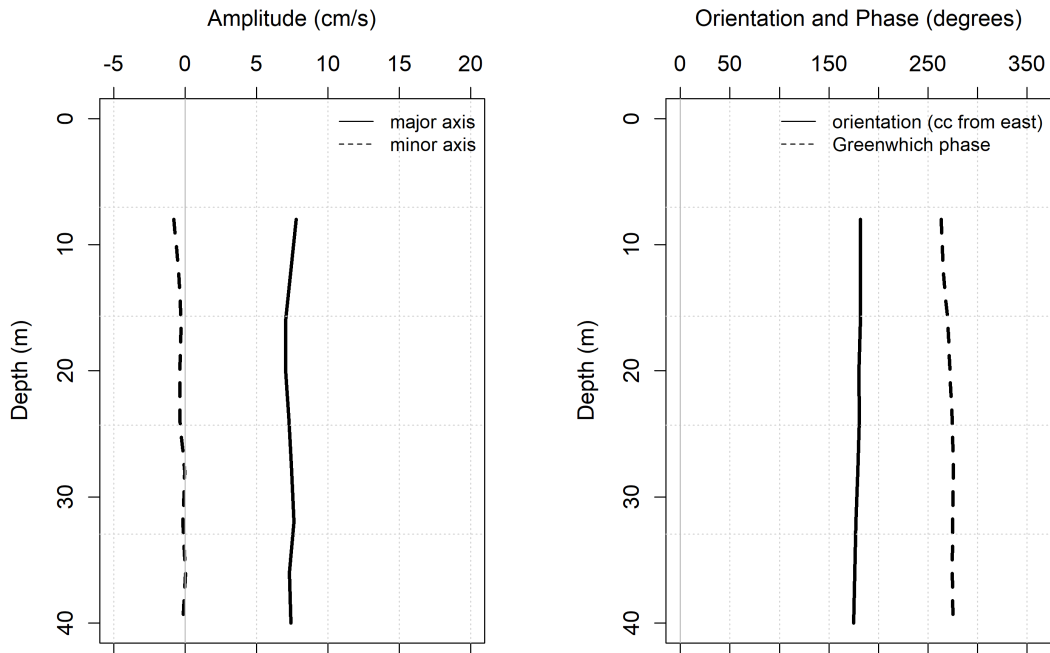 Amplitude (cm/s)
-5 0 5 10 15 20
major axis
minor axis
Depth (m)
0
10
20
30
40
Orientation and Phase (degrees)
0 50 150 250 350
orientation (cc from east)
Greenwhich phase
Depth (m)
0
10
20
30
40